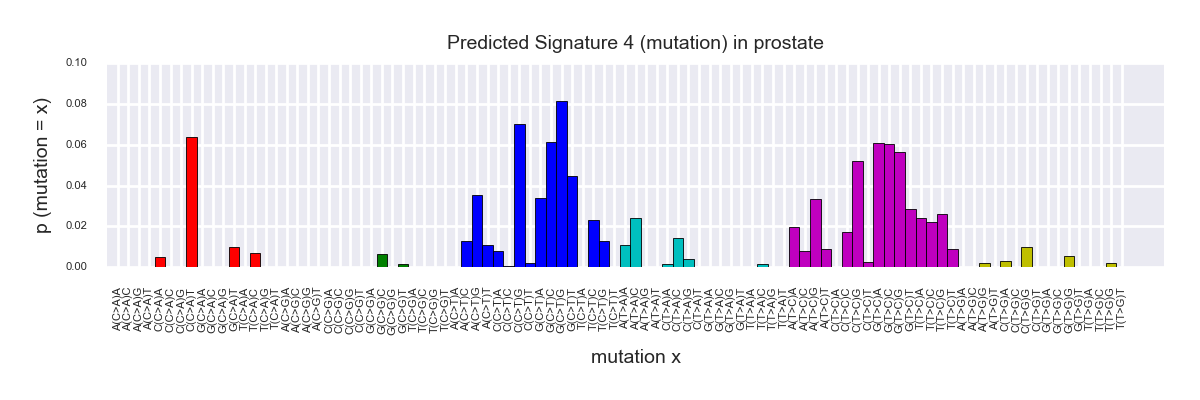 Predicted Signature 4 (mutation) in prostate
p (mutation = x)
0.10
0.08
0.06
0.04
0.02
0.00
A(C>A)A
A(C>A)C
A(C>A)G
A(C>A)T
C(C>A)A
C(C>A)C
C(C>A)G
C(C>A)T
G(C>A)A
G(C>A)C
G(C>A)G
G(C>A)T
T(C>A)A
T(C>A)C
T(C>A)G
T(C>A)T
A(C>G)A
A(C>G)C
A(C>G)G
A(C>G)T
C(C>G)A
C(C>G)C
C(C>G)G
C(C>G)T
G(C>G)A
G(C>G)C
G(C>G)G
G(C>G)T
T(C>G)A
T(C>G)C
T(C>G)G
T(C>G)T
A(C>T)A
A(C>T)C
A(C>T)G
A(C>T)T
C(C>T)A
C(C>T)C
C(C>T)G
C(C>T)T
G(C>T)A
G(C>T)C
G(C>T)G
G(C>T)T
T(C>T)A
T(C>T)C
T(C>T)G
T(C>T)T
A(T>A)A
A(T>A)C
A(T>A)G
A(T>A)T
C(T>A)A
C(T>A)C
C(T>A)G
C(T>A)T
G(T>A)A
G(T>A)C
G(T>A)G
G(T>A)T
T(T>A)A
T(T>A)C
T(T>A)G
T(T>A)T
A(T>C)A
A(T>C)C
A(T>C)G
A(T>C)T
C(T>C)A
C(T>C)C
C(T>C)G
C(T>C)T
G(T>C)A
G(T>C)C
G(T>C)G
G(T>C)T
T(T>C)A
T(T>C)C
T(T>C)G
T(T>C)T
A(T>G)A
A(T>G)C
A(T>G)G
A(T>G)T
C(T>G)A
C(T>G)C
C(T>G)G
C(T>G)T
G(T>G)A
G(T>G)C
G(T>G)G
G(T>G)T
T(T>G)A
T(T>G)C
T(T>G)G
T(T>G)T
mutation x